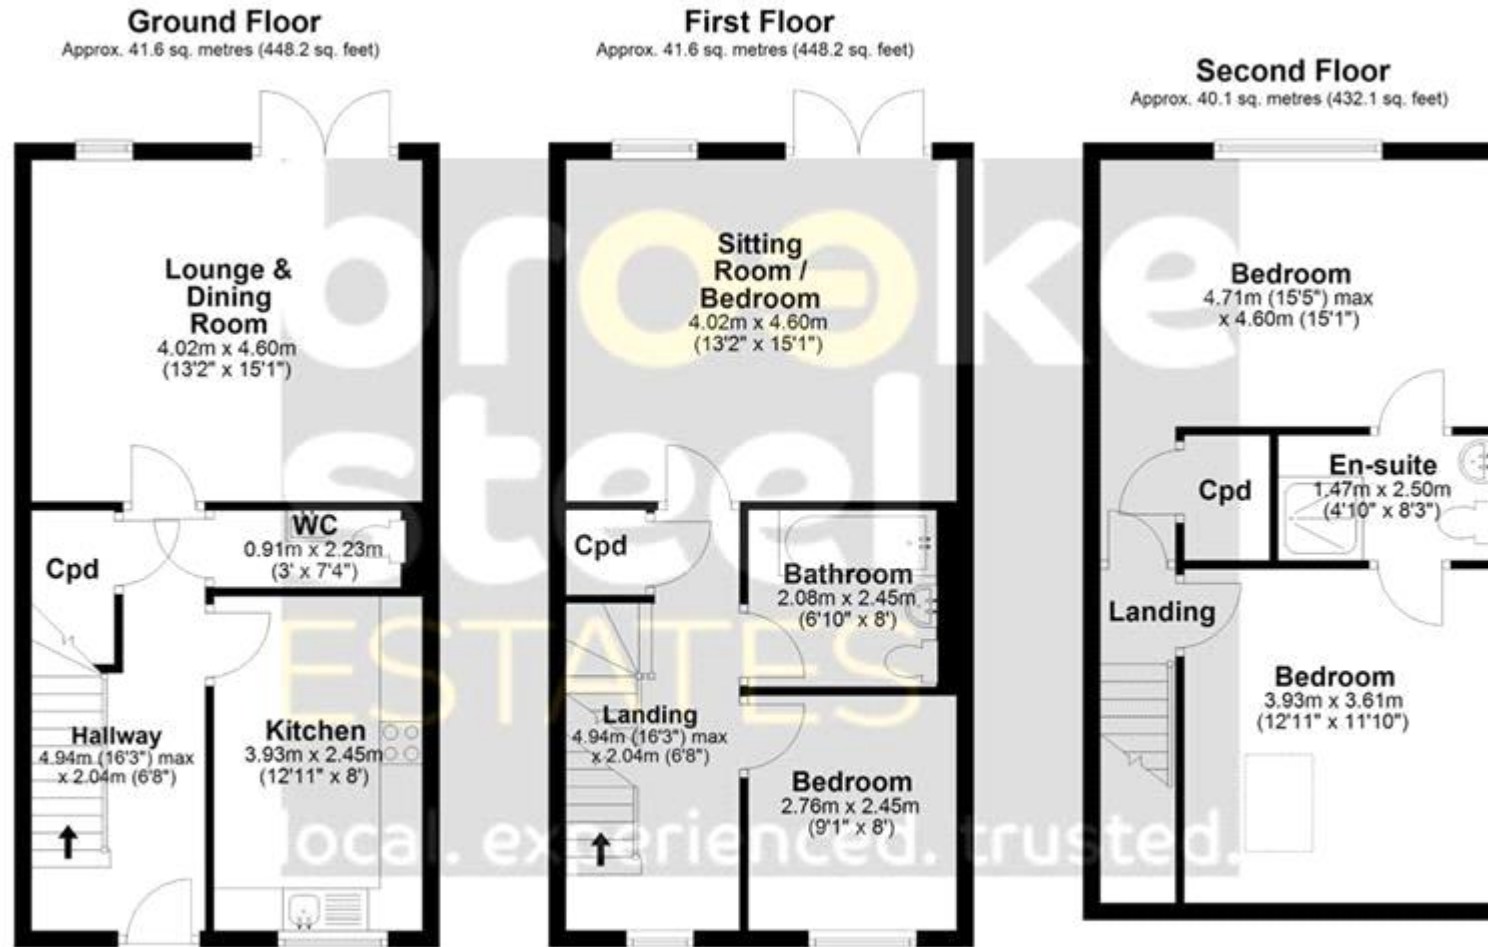 Ground Floor
Approx. 41.6 sq. metres (448.2 sq. feet)
Lounge &
Dining
Room
4.02m x 4.60m
(13'2" x 15'1")
WC
0.91m x 2.23m
(3' x 7'4")
Cpd
Hallway
4.94m (16'3") max
x 2.04m (6'8")
Kitchen
3.93m x 2.45m
(12'11" x 8')
First Floor
Approx. 41.6 sq. metres (448.2 sq. feet)
Sitting
Room /
Bedroom
4.02m x 4.60m
(13'2" x 15'1")
Cpd
Bathroom
2.08m x 2.45m
(6'10" x 8')
Landing
4.94m (16'3") max
x 2.04m (6'8")
Bedroom
2.76m x 2.45m
(9'1" x 8')
Second Floor
Approx. 40.1 sq. metres (432.1 sq. feet)
Bedroom
4.71m (15'5") max
x 4.60m (15'1")
Cpd
En-suite
1.47m x 2.50m
(4'10" x 8'3")
Landing
Bedroom
3.93m x 3.61m
(12'11" x 11'10")
brooke
steel
ESTATES
local. experienced. trusted.